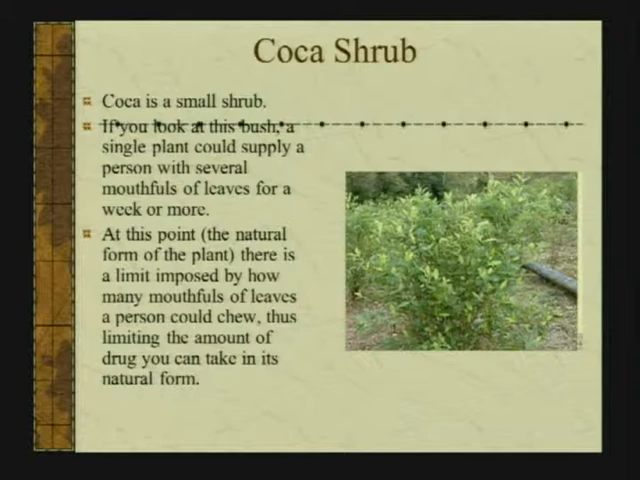 Coca Shrub
Coca is a small shrub.
If you look at this bush, a
single plant could supply a
person with several
mouthfuls of leaves for a
week or more.
At this point (the natural
form of the plant) there is
a limit imposed by how
many mouthfuls of leaves
a person could chew, thus
limiting the amount of
drug you can take in its
natural form.